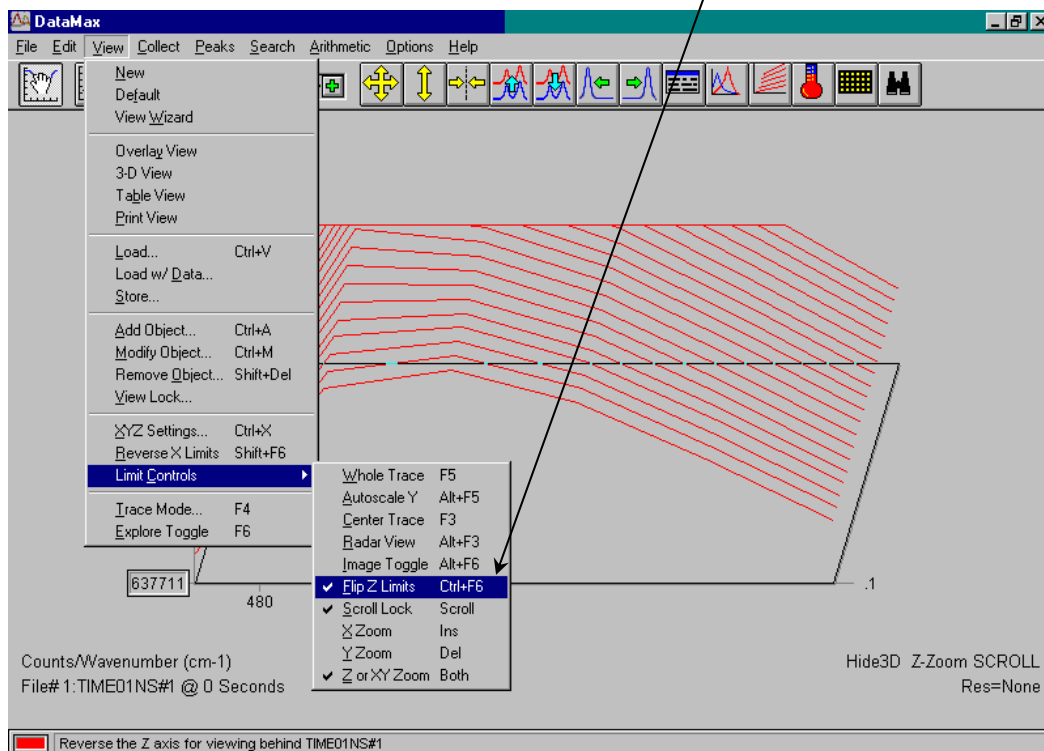 DataMax
File Edit View Collect Peaks Search Arithmetic Options Help
New
Default
View Wizard
Overlay View
3-D View
Table View
Print View
Load... Ctrl+V
Load w/ Data...
Store...
Add Object... Ctrl+A
Modify Object... Ctrl+M
Remove Object... Shift+Del
View Lock...
XYZ Settings... Ctrl+X
Reverse X Limits Shift+F6
Limit Controls
Trace Mode... F4
Explore Toggle F6
Whole Trace F5
Autoscale Y Alt+F5
Center Trace F3
Radar View Alt+F3
Image Toggle Alt+F6
Flip Z Limits Ctrl+F6
Scroll Lock Scroll
X Zoom Ins
Y Zoom Del
Z or XY Zoom Both
637711
480
.1
Counts/Wavenumber (cm-1)
Hide3D Z-Zoom SCROLL
File# 1:TIME01NS#1 @ 0 Seconds
Res=None
Reverse the Z axis for viewing behind TIME01NS#1